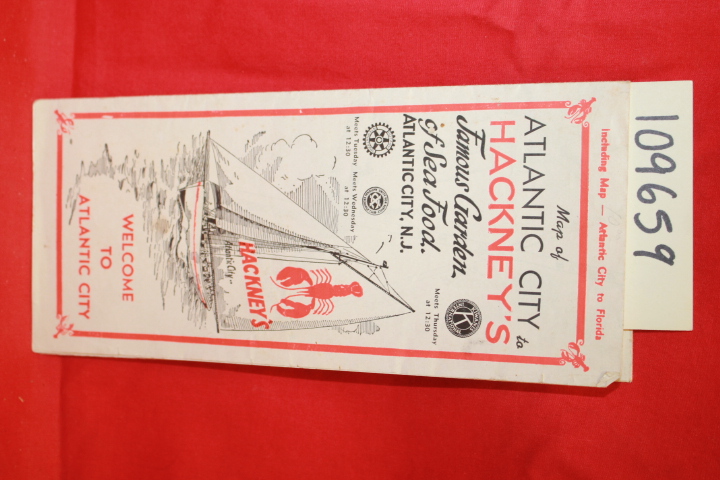 109659
Including Map — Atlantic City to Florida
Map of
ATLANTIC CITY to
HACKNEY'S
Famous Garden
of Sea Food.
ATLANTIC CITY, N.J.
Meets Tuesday
at 12:30
Meets Wednesday
at 12:30
Meets Thursday
at 12:30
K
HACKNEY'S
Atlantic City
WELCOME
TO
ATLANTIC CITY